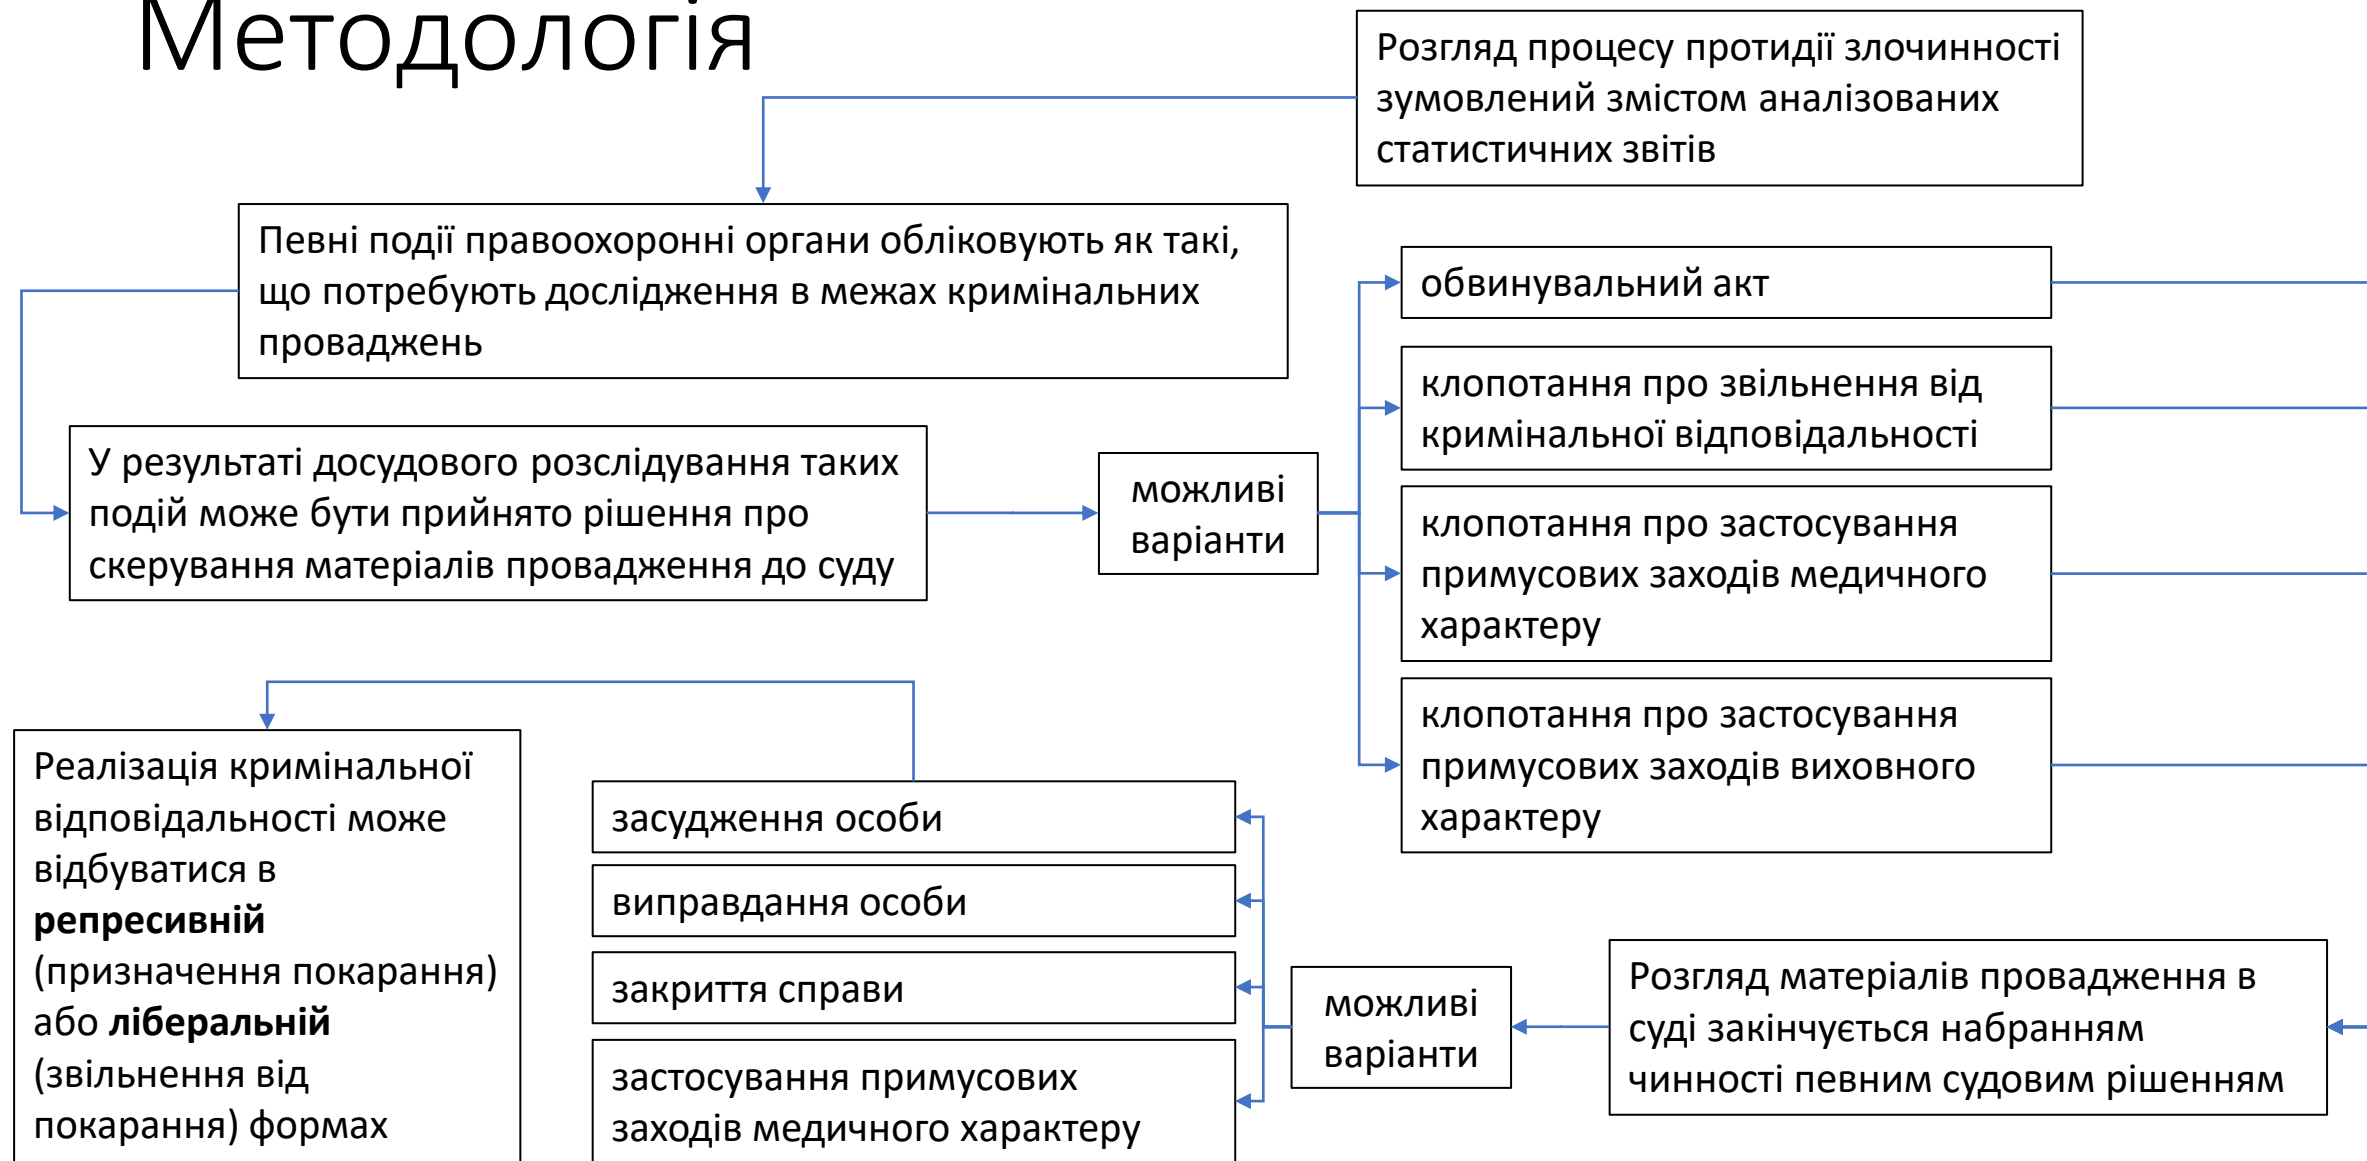 Методологія
Розгляд процесу протидії злочинності
зумовлений змістом аналізованих
статистичних звітів
Певні події правоохоронні органи обліковують як такі,
що потребують дослідження в межах кримінальних
проваджень
У результаті досудового розслідування таких
подій може бути прийнято рішення про
скерування матеріалів провадження до суду
можливі
варіанти
обвинувальний акт
клопотання про звільнення від
кримінальної відповідальності
клопотання про застосування
примусових заходів медичного
характеру
клопотання про застосування
примусових заходів виховного
характеру
Розгляд матеріалів провадження в
суді закінчується набранням
чинності певним судовим рішенням
можливі
варіанти
засудження особи
виправдання особи
закриття справи
застосування примусових
заходів медичного характеру
Реалізація кримінальної
відповідальності може
відбуватися в
репресивній
(призначення покарання)
або ліберальній
(звільнення від
покарання) формах